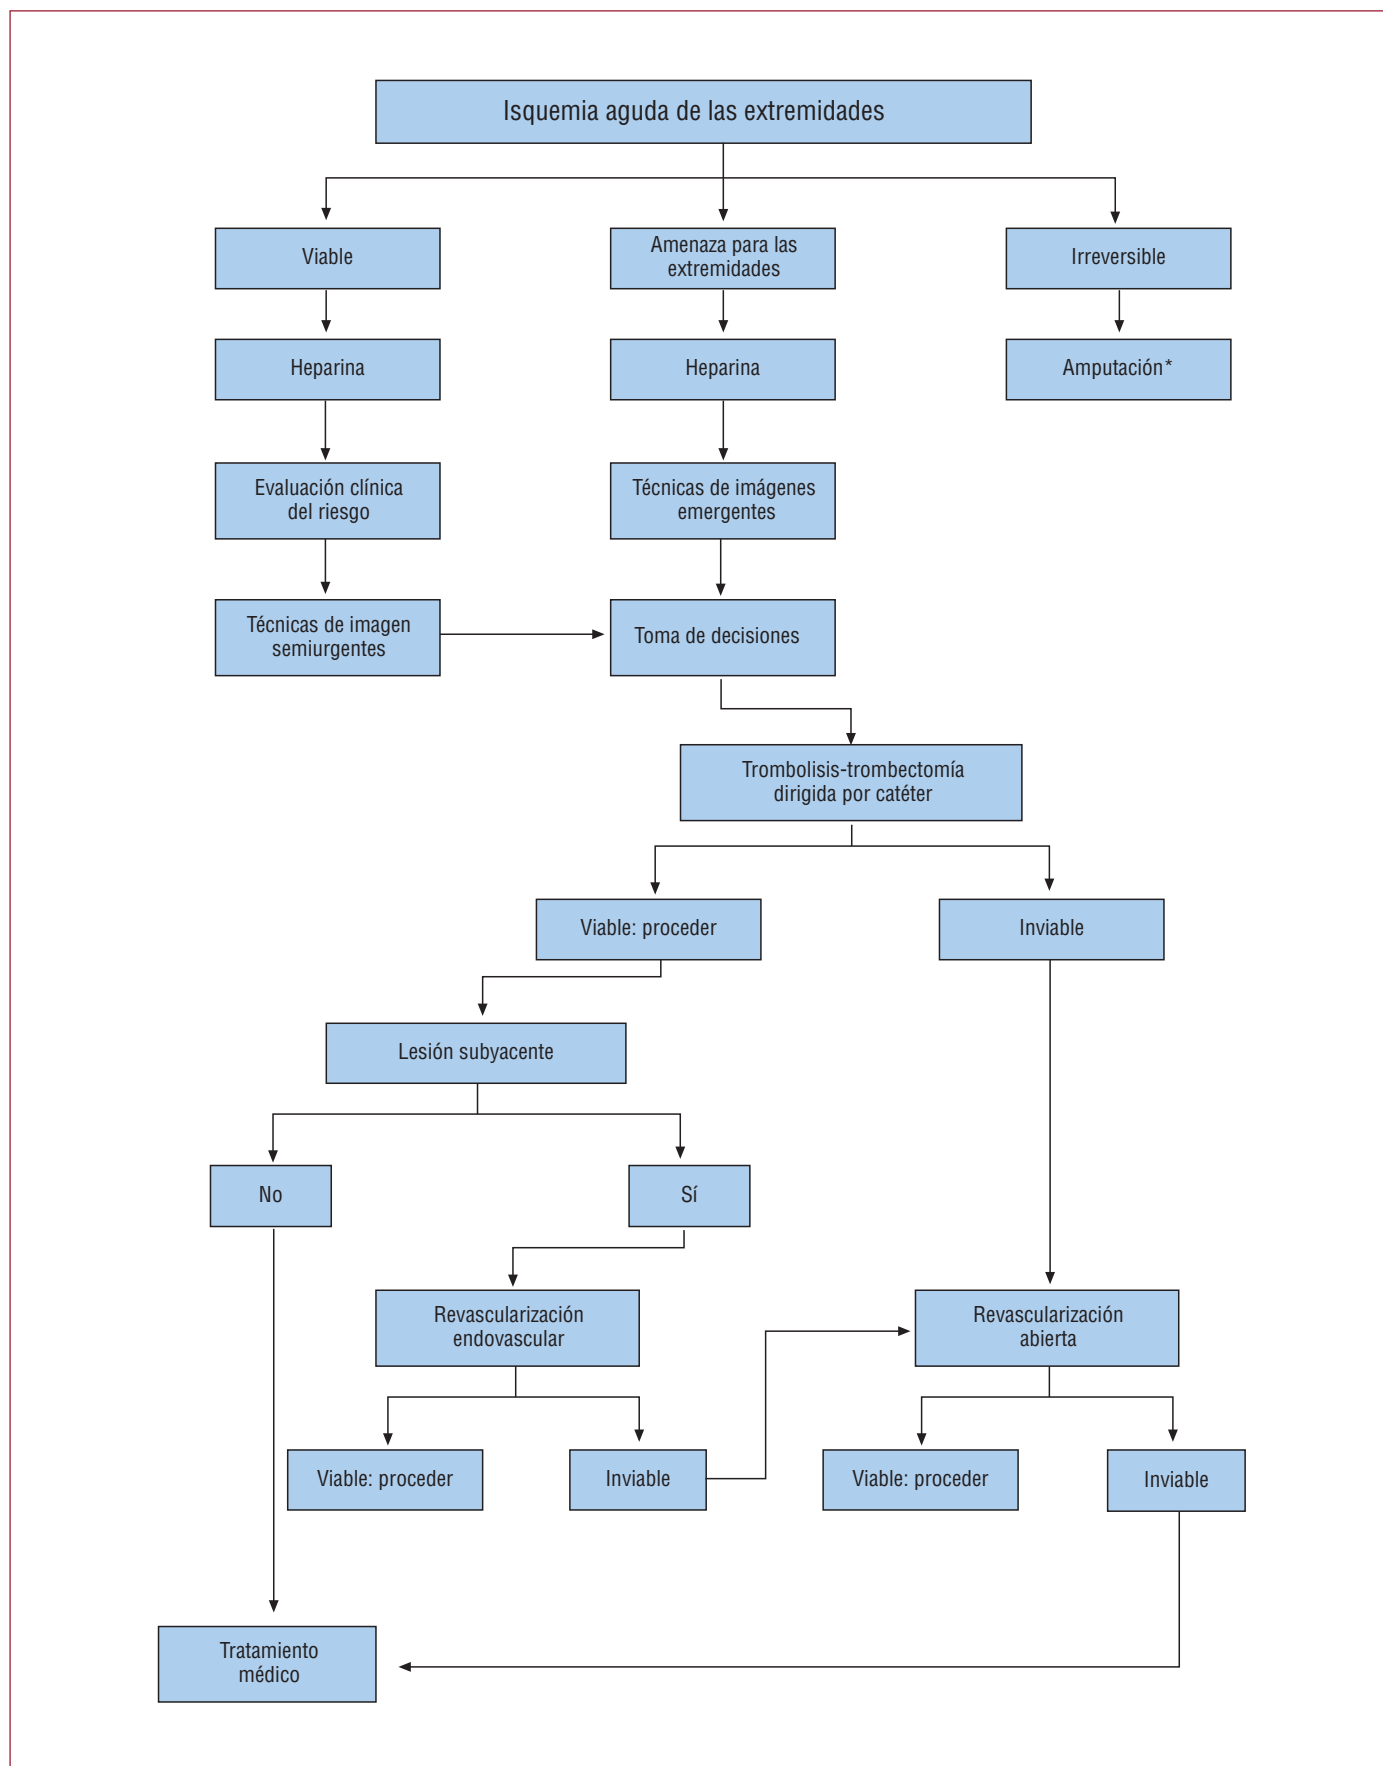 Isquemia aguda de las extremidades
Viable
Amenaza para las
extremidades
Irreversible
Heparina
Heparina
Amputación*
Evaluación clínica
del riesgo
Técnicas de imágenes
emergentes
Técnicas de imagen
semiurgentes
Toma de decisiones
Trombolisis-trombectomía
dirigida por catéter
Viable: proceder
Inviable
Lesión subyacente
No
Sí
Revascularización
endovascular
Revascularización
abierta
Viable: proceder
Inviable
Viable: proceder
Inviable
Tratamiento
médico